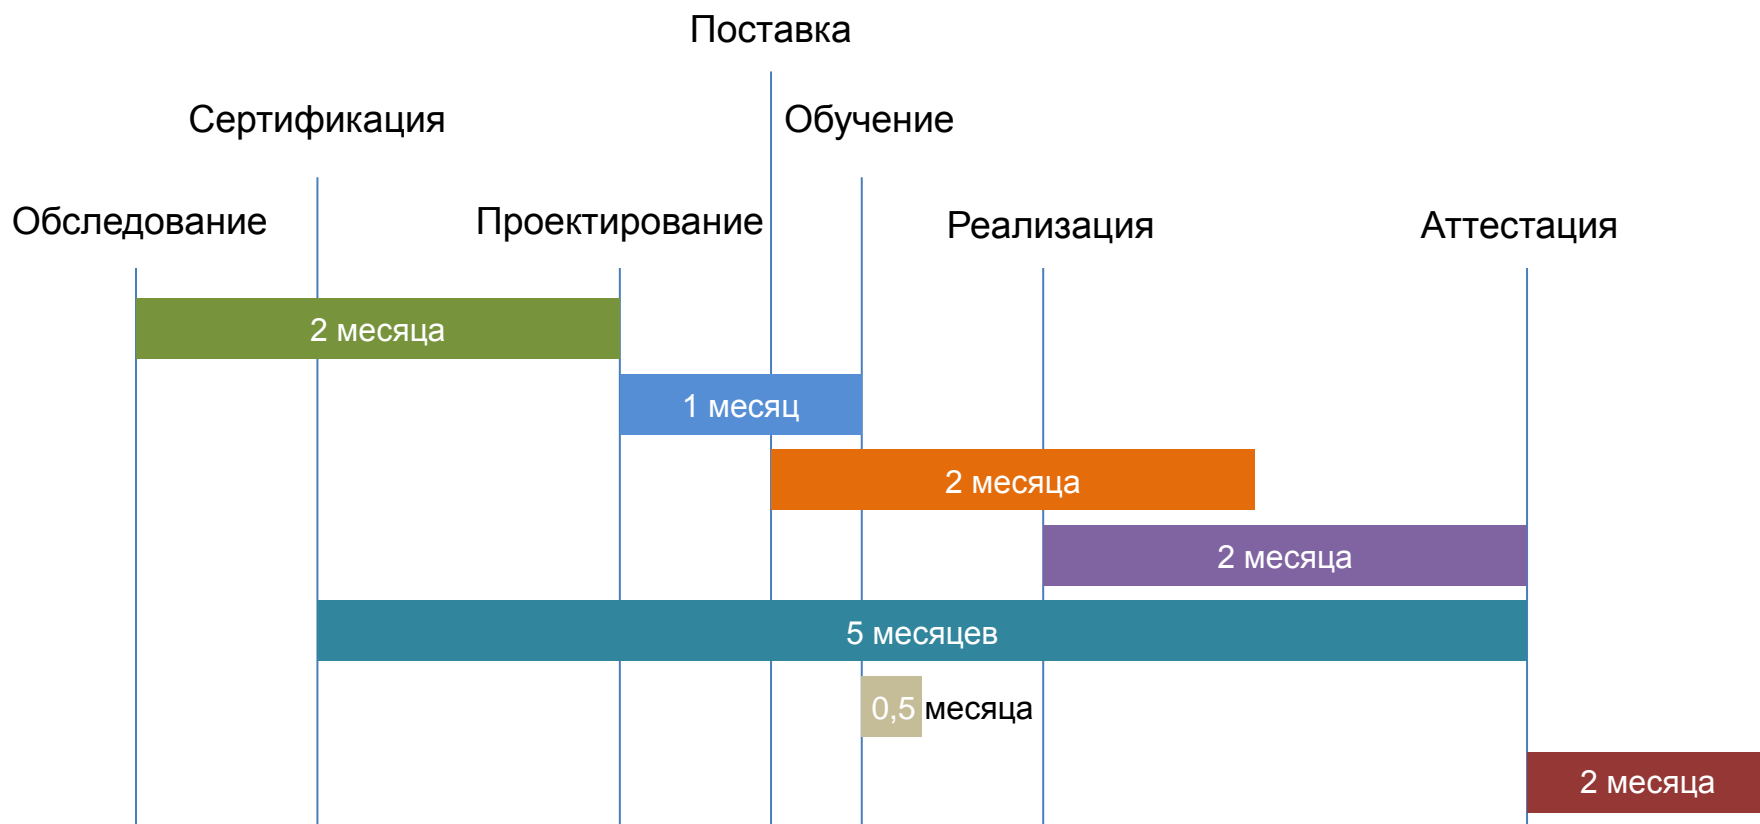 Поставка
Сертификация
Обучение
Обследование
Проектирование
Реализация
Аттестация
2 месяца
1 месяц
2 месяца
2 месяца
5 месяцев
0,5 месяца
2 месяца